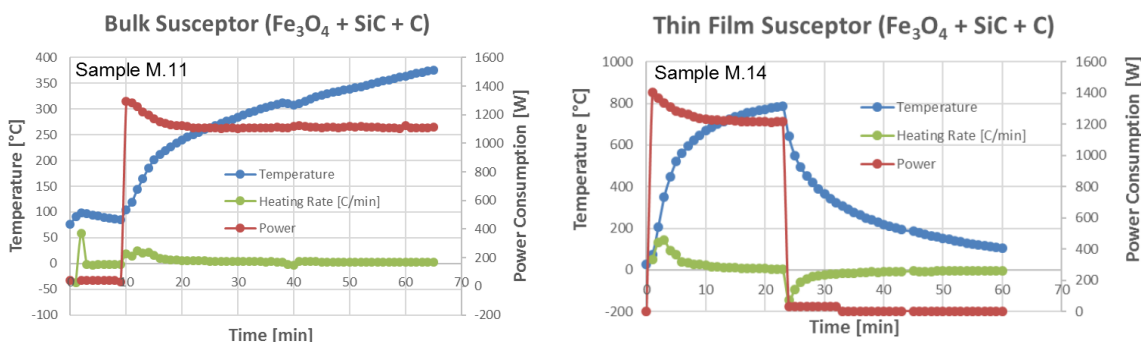 Bulk Susceptor (Fe₃O₄ + SiC + C)
Sample M.11
Temperature [°C]
400
350
300
250
200
150
100
50
0
-50
-100
Temperature
Heating Rate [C/min]
Power
0 10 20 30 40 50 60 70
Time [min]
1600
1400
1200
1000
800
600
400
200
0
-200
Power Consumption [W]
Thin Film Susceptor (Fe₃O₄ + SiC + C)
Sample M.14
Temperature [°C]
1000
800
600
400
200
0
-200
Temperature
Heating Rate [C/min]
Power
0 10 20 30 40 50 60 70
Time [min]
1600
1400
1200
1000
800
600
400
200
0
-200
Power Consumption [W]